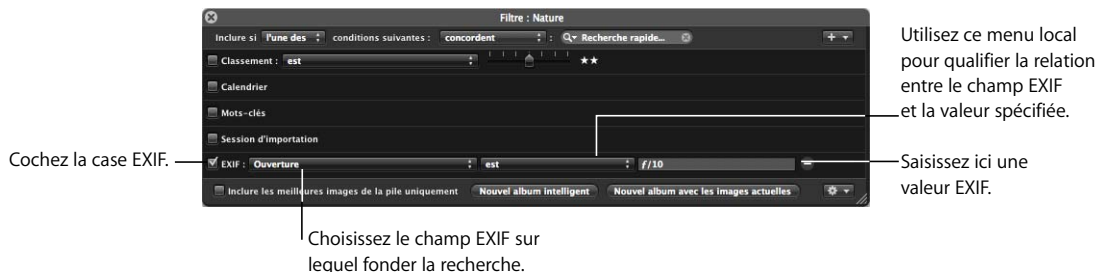 Filtre : Nature
Inclure si l'une des conditions suivantes : concordent : Recherche rapide...
Classement : est ★★
Calendrier
Mots-clés
Session d'importation
EXIF : Ouverture est ƒ/10
Inclure les meilleures images de la pile uniquement Nouvel album intelligent Nouvel album avec les images actuelles
Utilisez ce menu local
pour qualifier la relation
entre le champ EXIF
et la valeur spécifiée.
Cochez la case EXIF.
Saisissez ici une
valeur EXIF.
Choisissez le champ EXIF sur
lequel fonder la recherche.